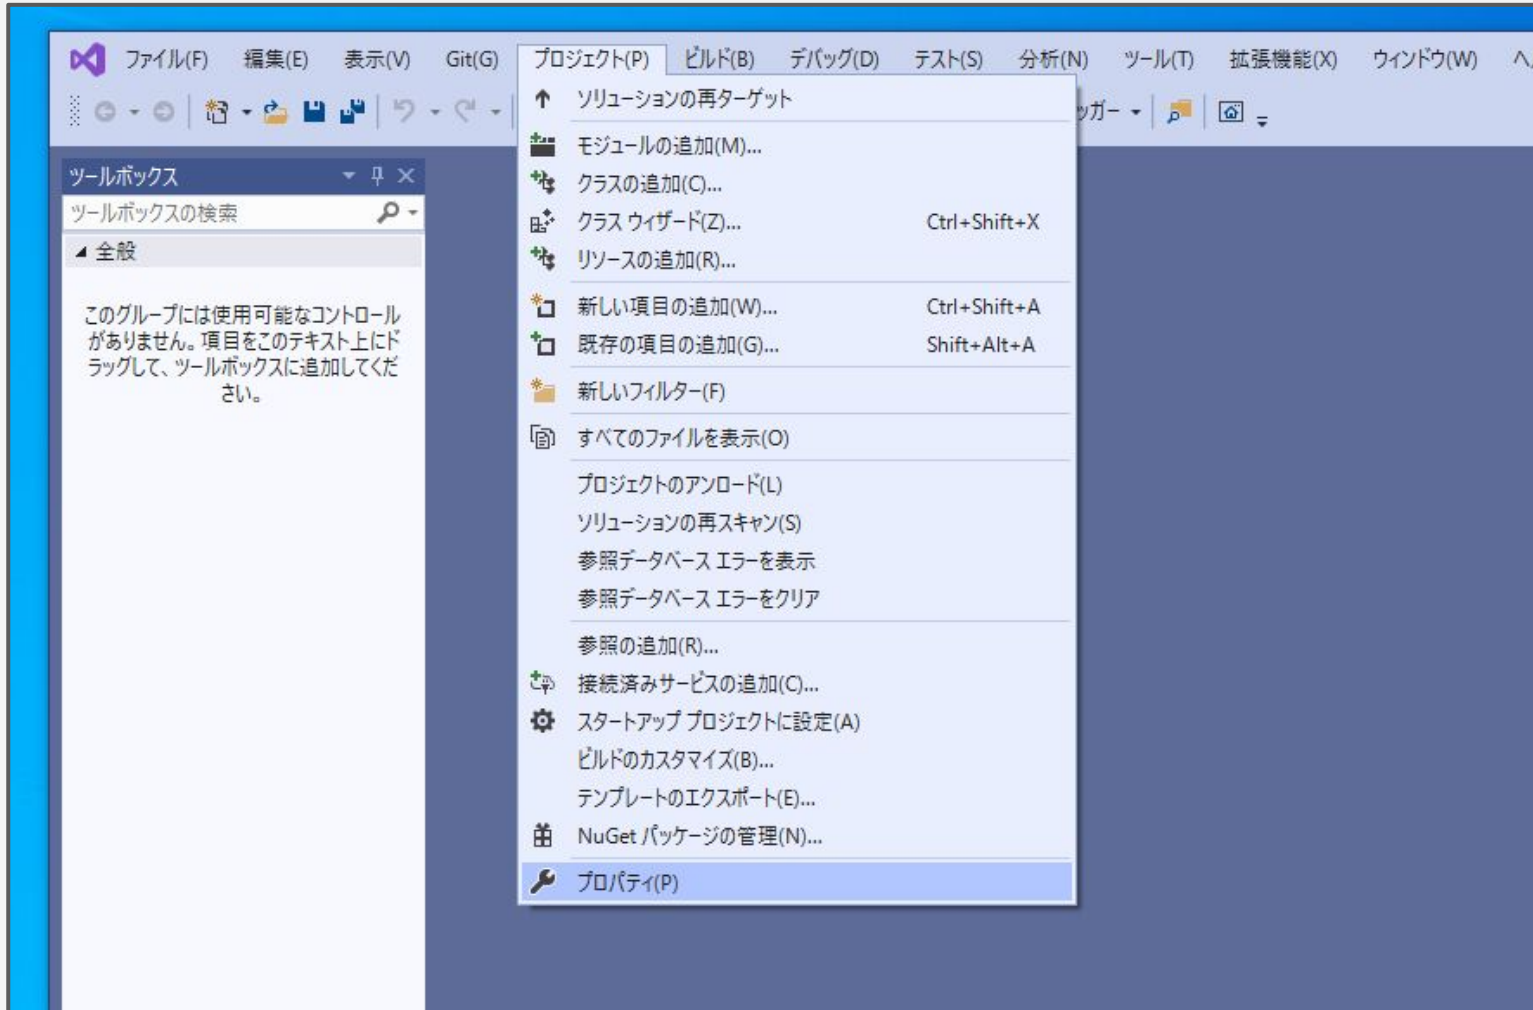 ファイル(F) 編集(E) 表示(V) Git(G) プロジェクト(P) ビルド(B) デバッグ(D) テスト(S) 分析(N) ツール(T) 拡張機能(X) ウィンドウ(W)
ッガー
ツールボックス
ツールボックスの検索
全般
このグループには使用可能なコントロール
がありません。項目をこのテキスト上にド
ラッグして、ツールボックスに追加してくだ
さい。
ソリューションの再ターゲット
モジュールの追加(M)...
クラスの追加(C)...
クラス ウィザード(Z)... Ctrl+Shift+X
リソースの追加(R)...
新しい項目の追加(W)... Ctrl+Shift+A
既存の項目の追加(G)... Shift+Alt+A
新しいフィルター(F)
すべてのファイルを表示(O)
プロジェクトのアンロード(L)
ソリューションの再スキャン(S)
参照データベース エラーを表示
参照データベース エラーをクリア
参照の追加(R)...
接続済みサービスの追加(C)...
スタートアップ プロジェクトに設定(A)
ビルドのカスタマイズ(B)...
テンプレートのエクスポート(E)...
NuGet パッケージの管理(N)...
プロパティ(P)